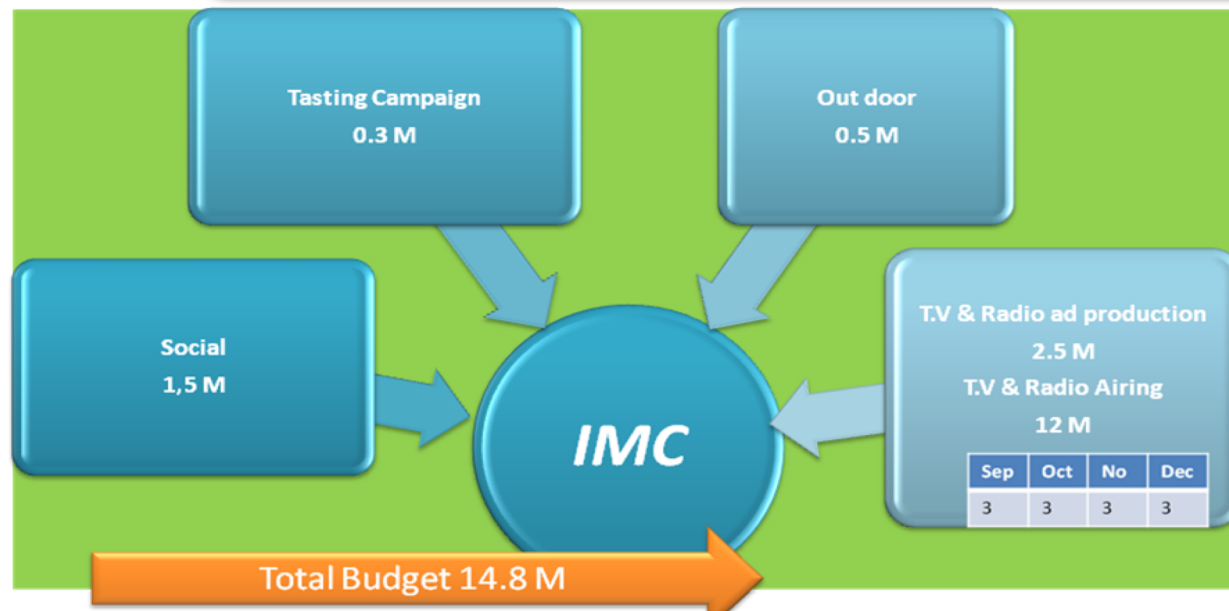 Tasting Campaign
0.3 M
Out door
0.5 M
Social
1,5 M
T.V & Radio ad production
2.5 M
T.V & Radio Airing
12 M
Sep Oct No Dec
3 3 3 3
IMC
Total Budget 14.8 M